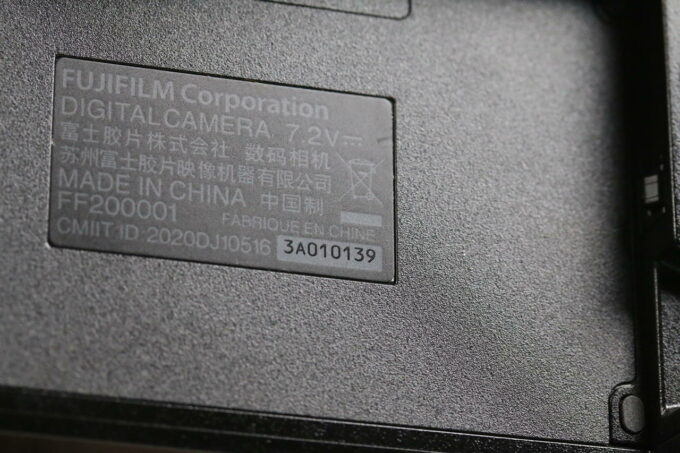 FUJIFILM Corporation
DIGITAL CAMERA 7.2V⎓
富士胶片株式会社 数码相机
苏州富士胶片映像机器有限公司
MADE IN CHINA 中国制
FF200001
FABRIQUE EN CHINE
CMIIT ID : 2020DJ10516 3A010139